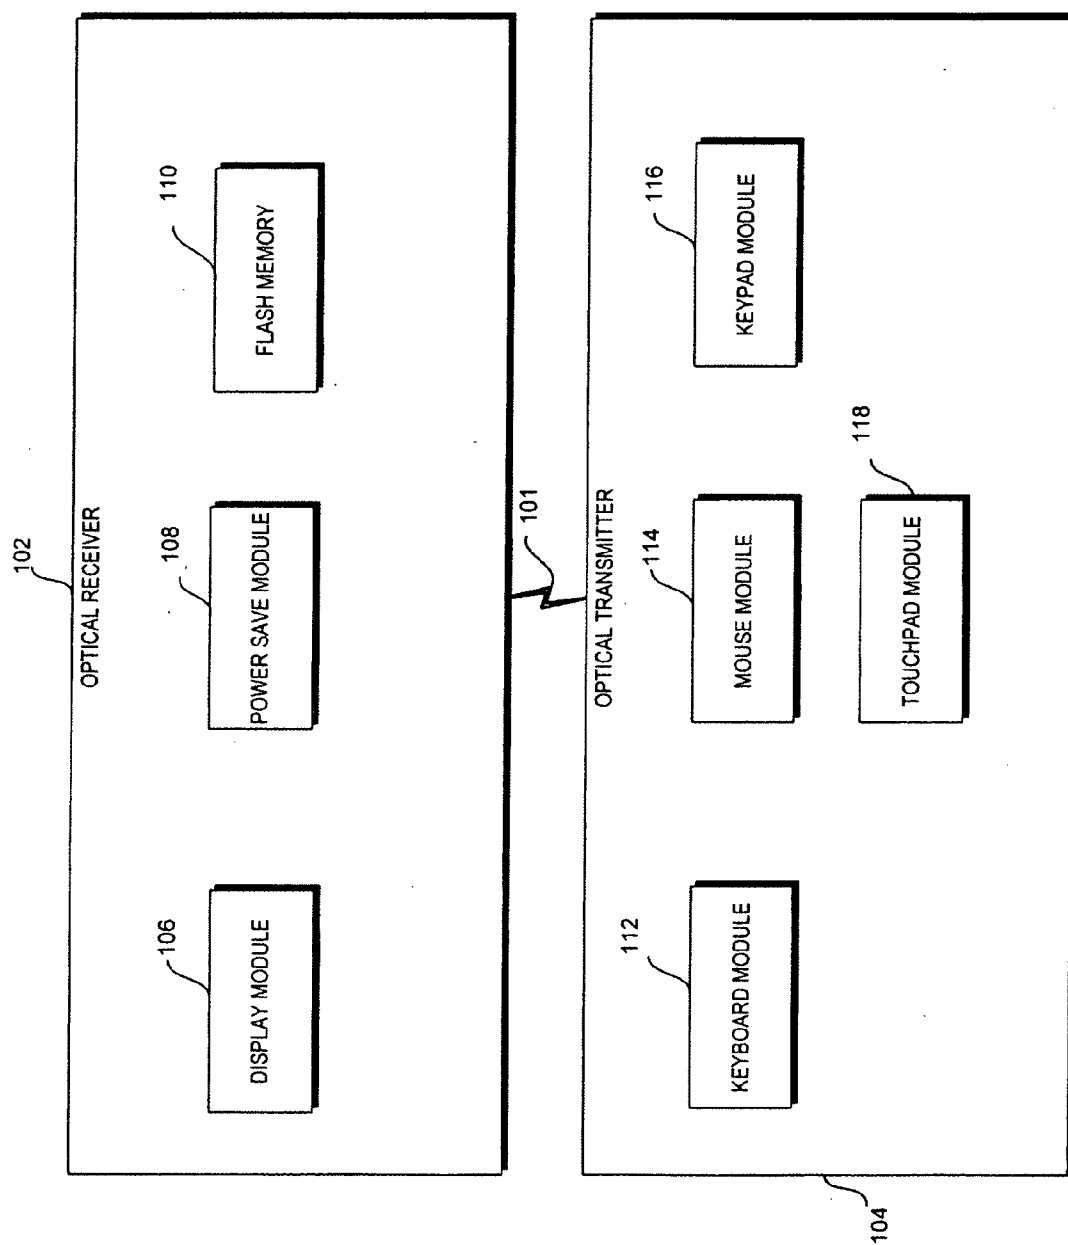 102
OPTICAL RECEIVER
106
DISPLAY MODULE
108
POWER SAVE MODULE
110
FLASH MEMORY
101
OPTICAL TRANSMITTER
112
KEYBOARD MODULE
114
MOUSE MODULE
116
KEYPAD MODULE
118
TOUCHPAD MODULE
104